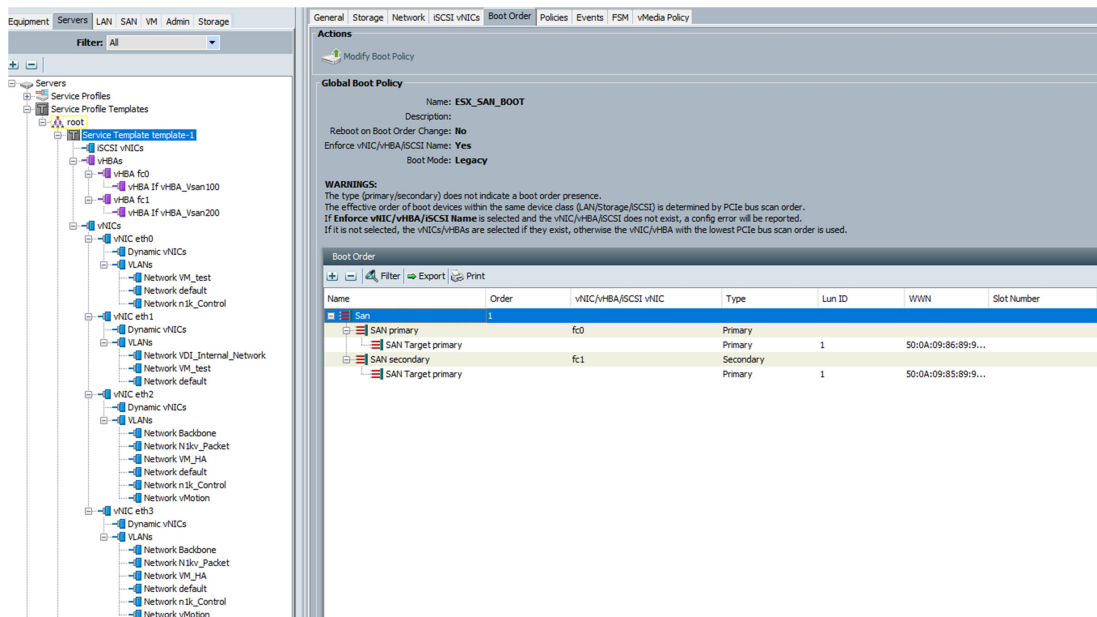 Equipment Servers LAN SAN VM Admin Storage
Filter: All
Servers
Service Profiles
Service Profile Templates
root
Service Template template-1
iSCSI vNICs
vHBAs
vHBA fc0
vHBA If vHBA_Vsan100
vHBA fc1
vHBA If vHBA_Vsan200
vNICs
vNIC eth0
Dynamic vNICs
VLANs
Network VM_test
Network default
Network n1k_Control
vNIC eth1
Dynamic vNICs
VLANs
Network VDI_Internal_Network
Network VM_test
Network default
vNIC eth2
Dynamic vNICs
VLANs
Network Backbone
Network N1kv_Packet
Network VM_HA
Network default
Network n1k_Control
Network vMotion
vNIC eth3
Dynamic vNICs
VLANs
Network Backbone
Network N1kv_Packet
Network VM_HA
Network default
Network n1k_Control
Network vMotion
General Storage Network iSCSI vNICs Boot Order Policies Events FSM vMedia Policy
Actions
Modify Boot Policy
Global Boot Policy
Name: ESX_SAN_BOOT
Description:
Reboot on Boot Order Change: No
Enforce vNIC/vHBA/iSCSI Name: Yes
Boot Mode: Legacy
WARNINGS:
The type (primary/secondary) does not indicate a boot order presence.
The effective order of boot devices within the same device class (LAN/Storage/iSCSI) is determined by PCIe bus scan order.
If Enforce vNIC/vHBA/iSCSI Name is selected and the vNIC/vHBA/iSCSI does not exist, a config error will be reported.
If it is not selected, the vNICs/vHBAs are selected if they exist, otherwise the vNIC/vHBA with the lowest PCIe bus scan order is used.
Boot Order
Filter Export Print
Name Order vNIC/vHBA/iSCSI vNIC Type Lun ID WWN Slot Number
San 1
SAN primary fc0 Primary
SAN Target primary Primary 1 50:0A:09:86:89:9...
SAN secondary fc1 Secondary
SAN Target primary Primary 1 50:0A:09:85:89:9...